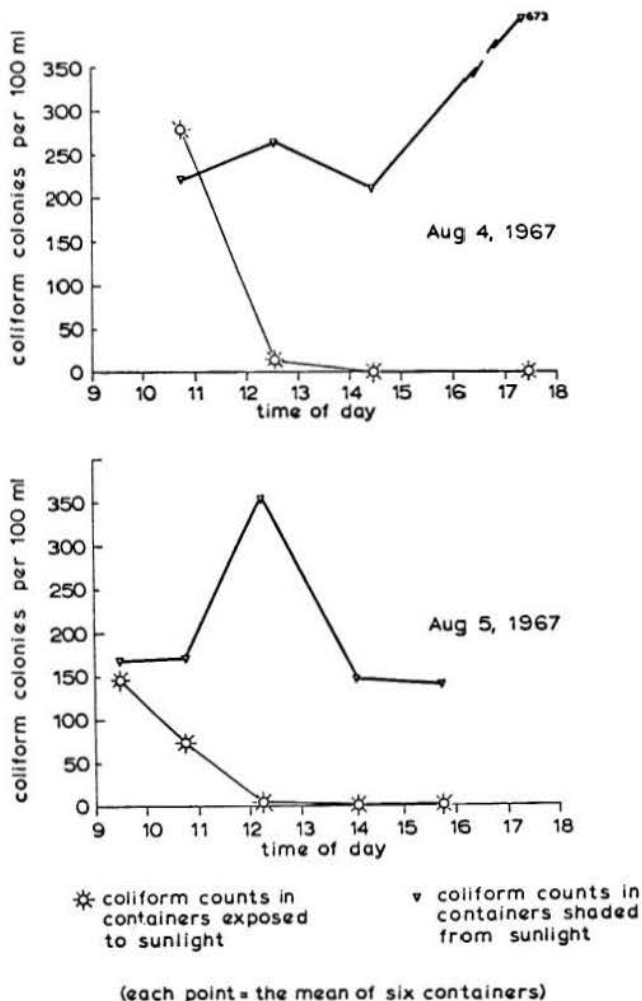 673
coliform colonies per 100 ml
350
300
250
200
150
100
50
0
Aug 4, 1967
9 10 11 12 13 14 15 16 17 18
time of day
coliform colonies per 100 ml
350
300
250
200
150
100
50
0
Aug 5, 1967
9 10 11 12 13 14 15 16 17 18
time of day
coliform counts in
containers exposed
to sunlight
coliform counts in
containers shaded
from sunlight
(each point = the mean of six containers)